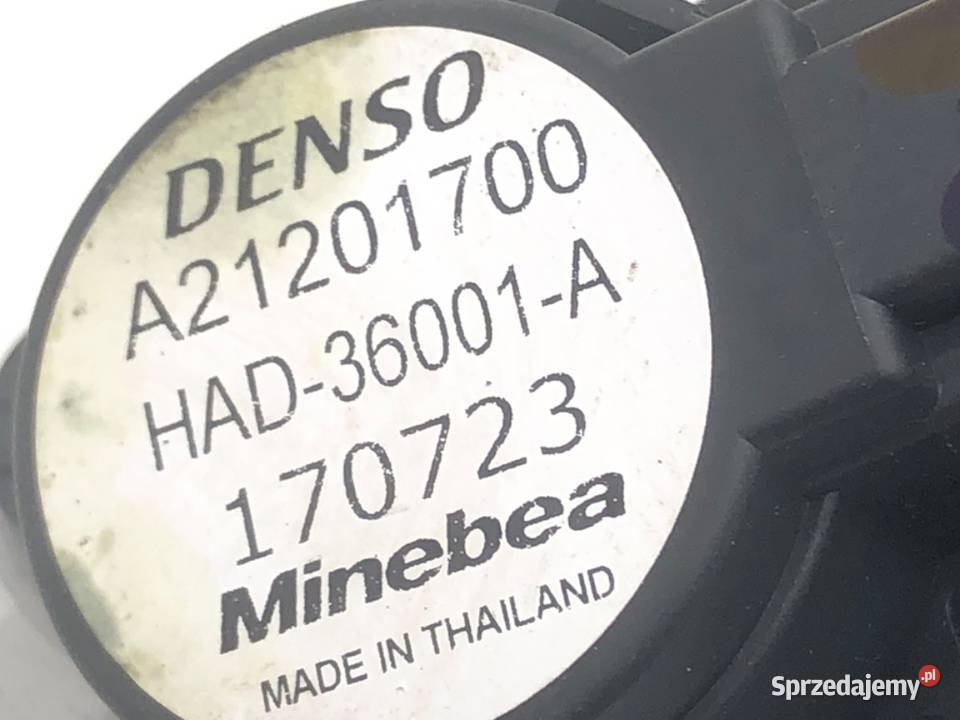 DENSO
A21201700
HAD-36001-A
170723
Minebea
MADE IN THAILAND
Sprzedajemy.pl